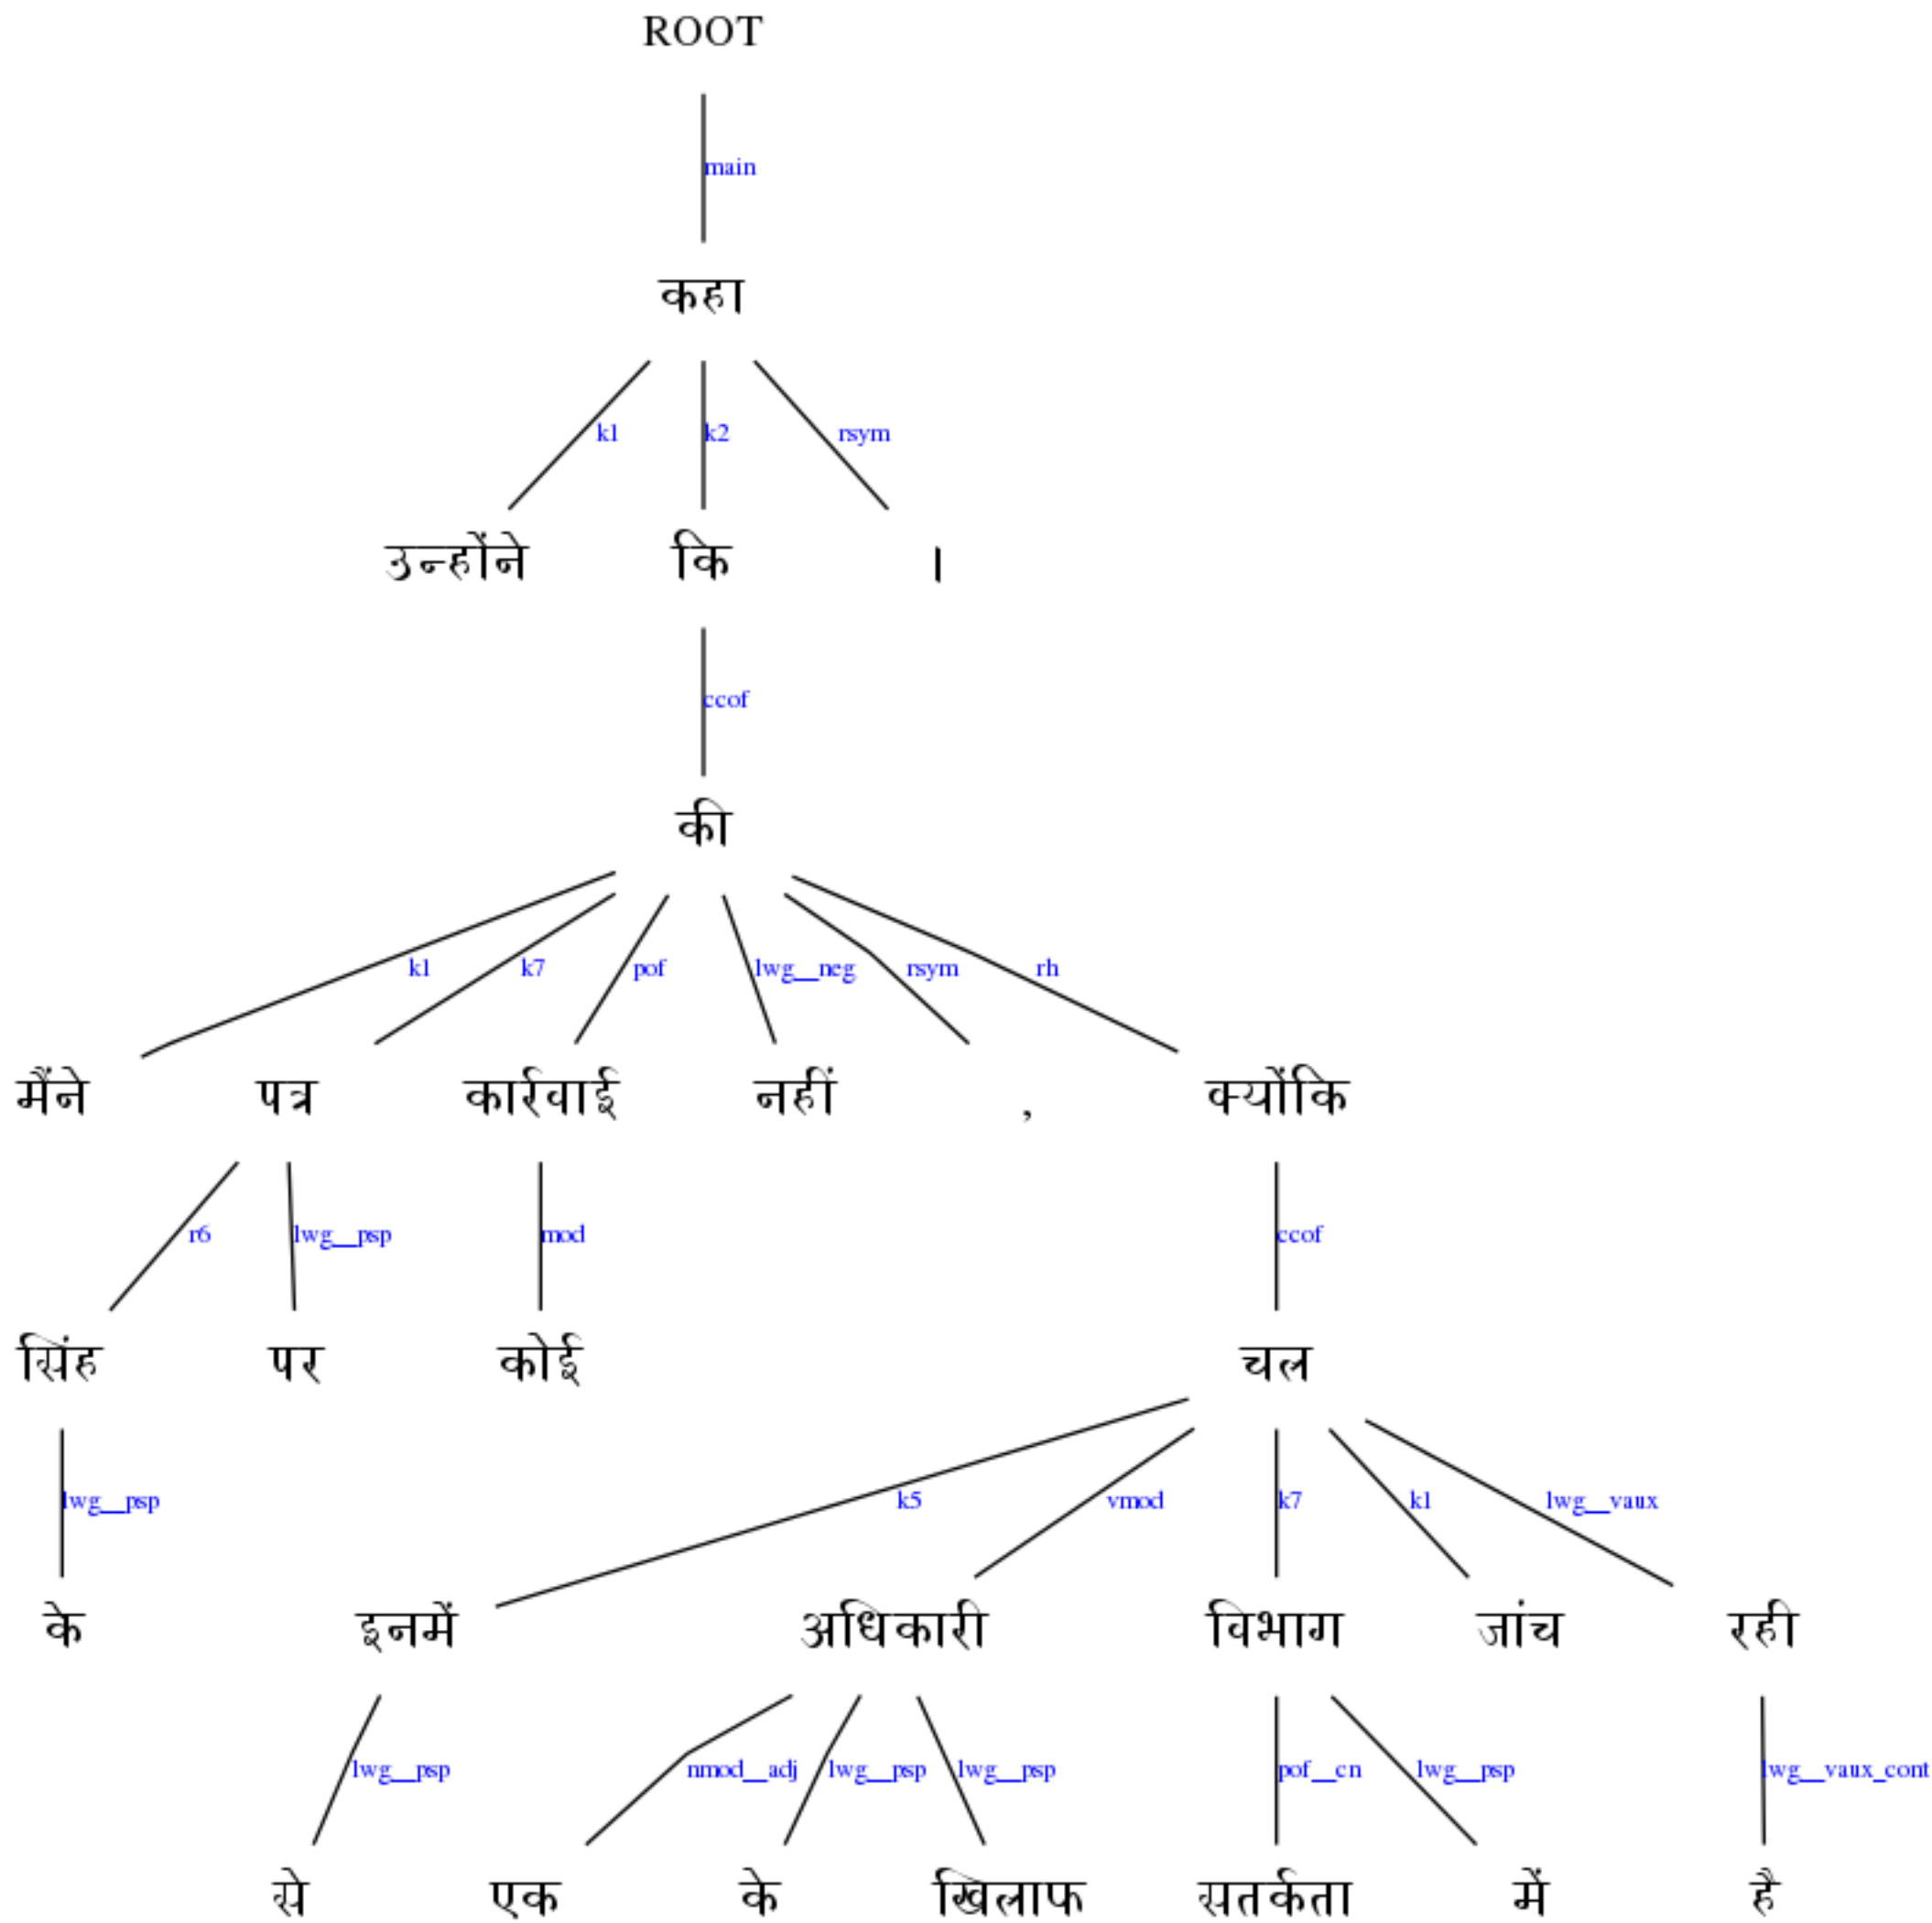 ROOT
main
कहा
k1 k2 rsym
उन्होंने कि ।
ccof
की
k1 k7 pof lwg__neg rsym rh
मैंने पत्र कार्रवाई नहीं , क्योंकि
r6 lwg__psp mod ccof
सिंह पर कोई चल
lwg__psp k5 vmod k7 k1 lwg__vaux
के इनमें अधिकारी विभाग जांच रही
lwg__psp nmod__adj lwg__psp lwg__psp pof__cn lwg__psp lwg__vaux_cont
से एक के खिलाफ सतर्कता में है